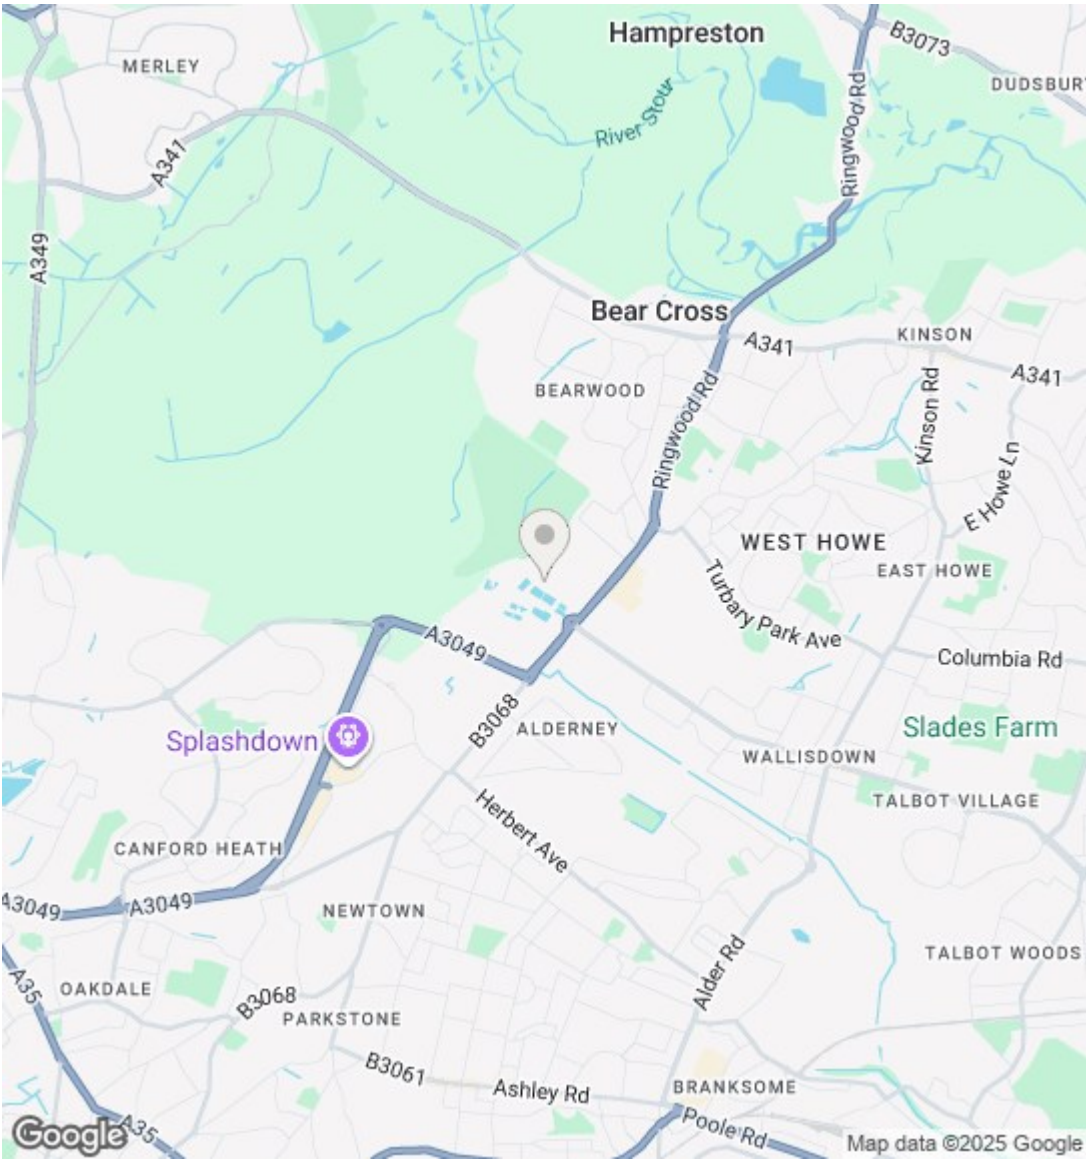 Hampreston
B3073
MERLEY
DUDSBUR
River Stour
Ringwood Rd
A341
A349
Bear Cross
A341
KINSON
A341
BEARWOOD
Ringwood Rd
Kinson Rd
E Howe Ln
WEST HOWE
EAST HOWE
Turbary Park Ave
A3049
Columbia Rd
B3068
ALDERNEY
Slades Farm
Splashdown
WALLISDOWN
TALBOT VILLAGE
Herbert Ave
CANFORD HEATH
A3049
A3049
NEWTOWN
TALBOT WOODS
Alder Rd
A35
OAKDALE
B3068
PARKSTONE
B3061
Ashley Rd
BRANKSOME
Poole Rd
A35
Google
Map data ©2025 Google